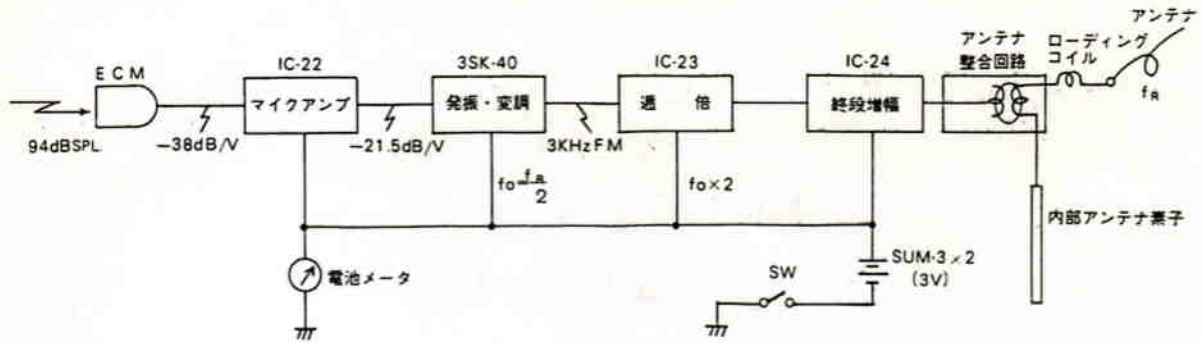 アンテナ
アンテナ
整合回路
ローディング
コイル
ECM
IC-22
3SK-40
IC-23
IC-24
マイクアンプ
発振・変調
逓倍
終段増幅
fR
94dBSPL
-38dB/V
-21.5dB/V
3KHz FM
fo=fR/2
fo×2
内部アンテナ素子
電池メータ
SW
SUM-3×2
(3V)